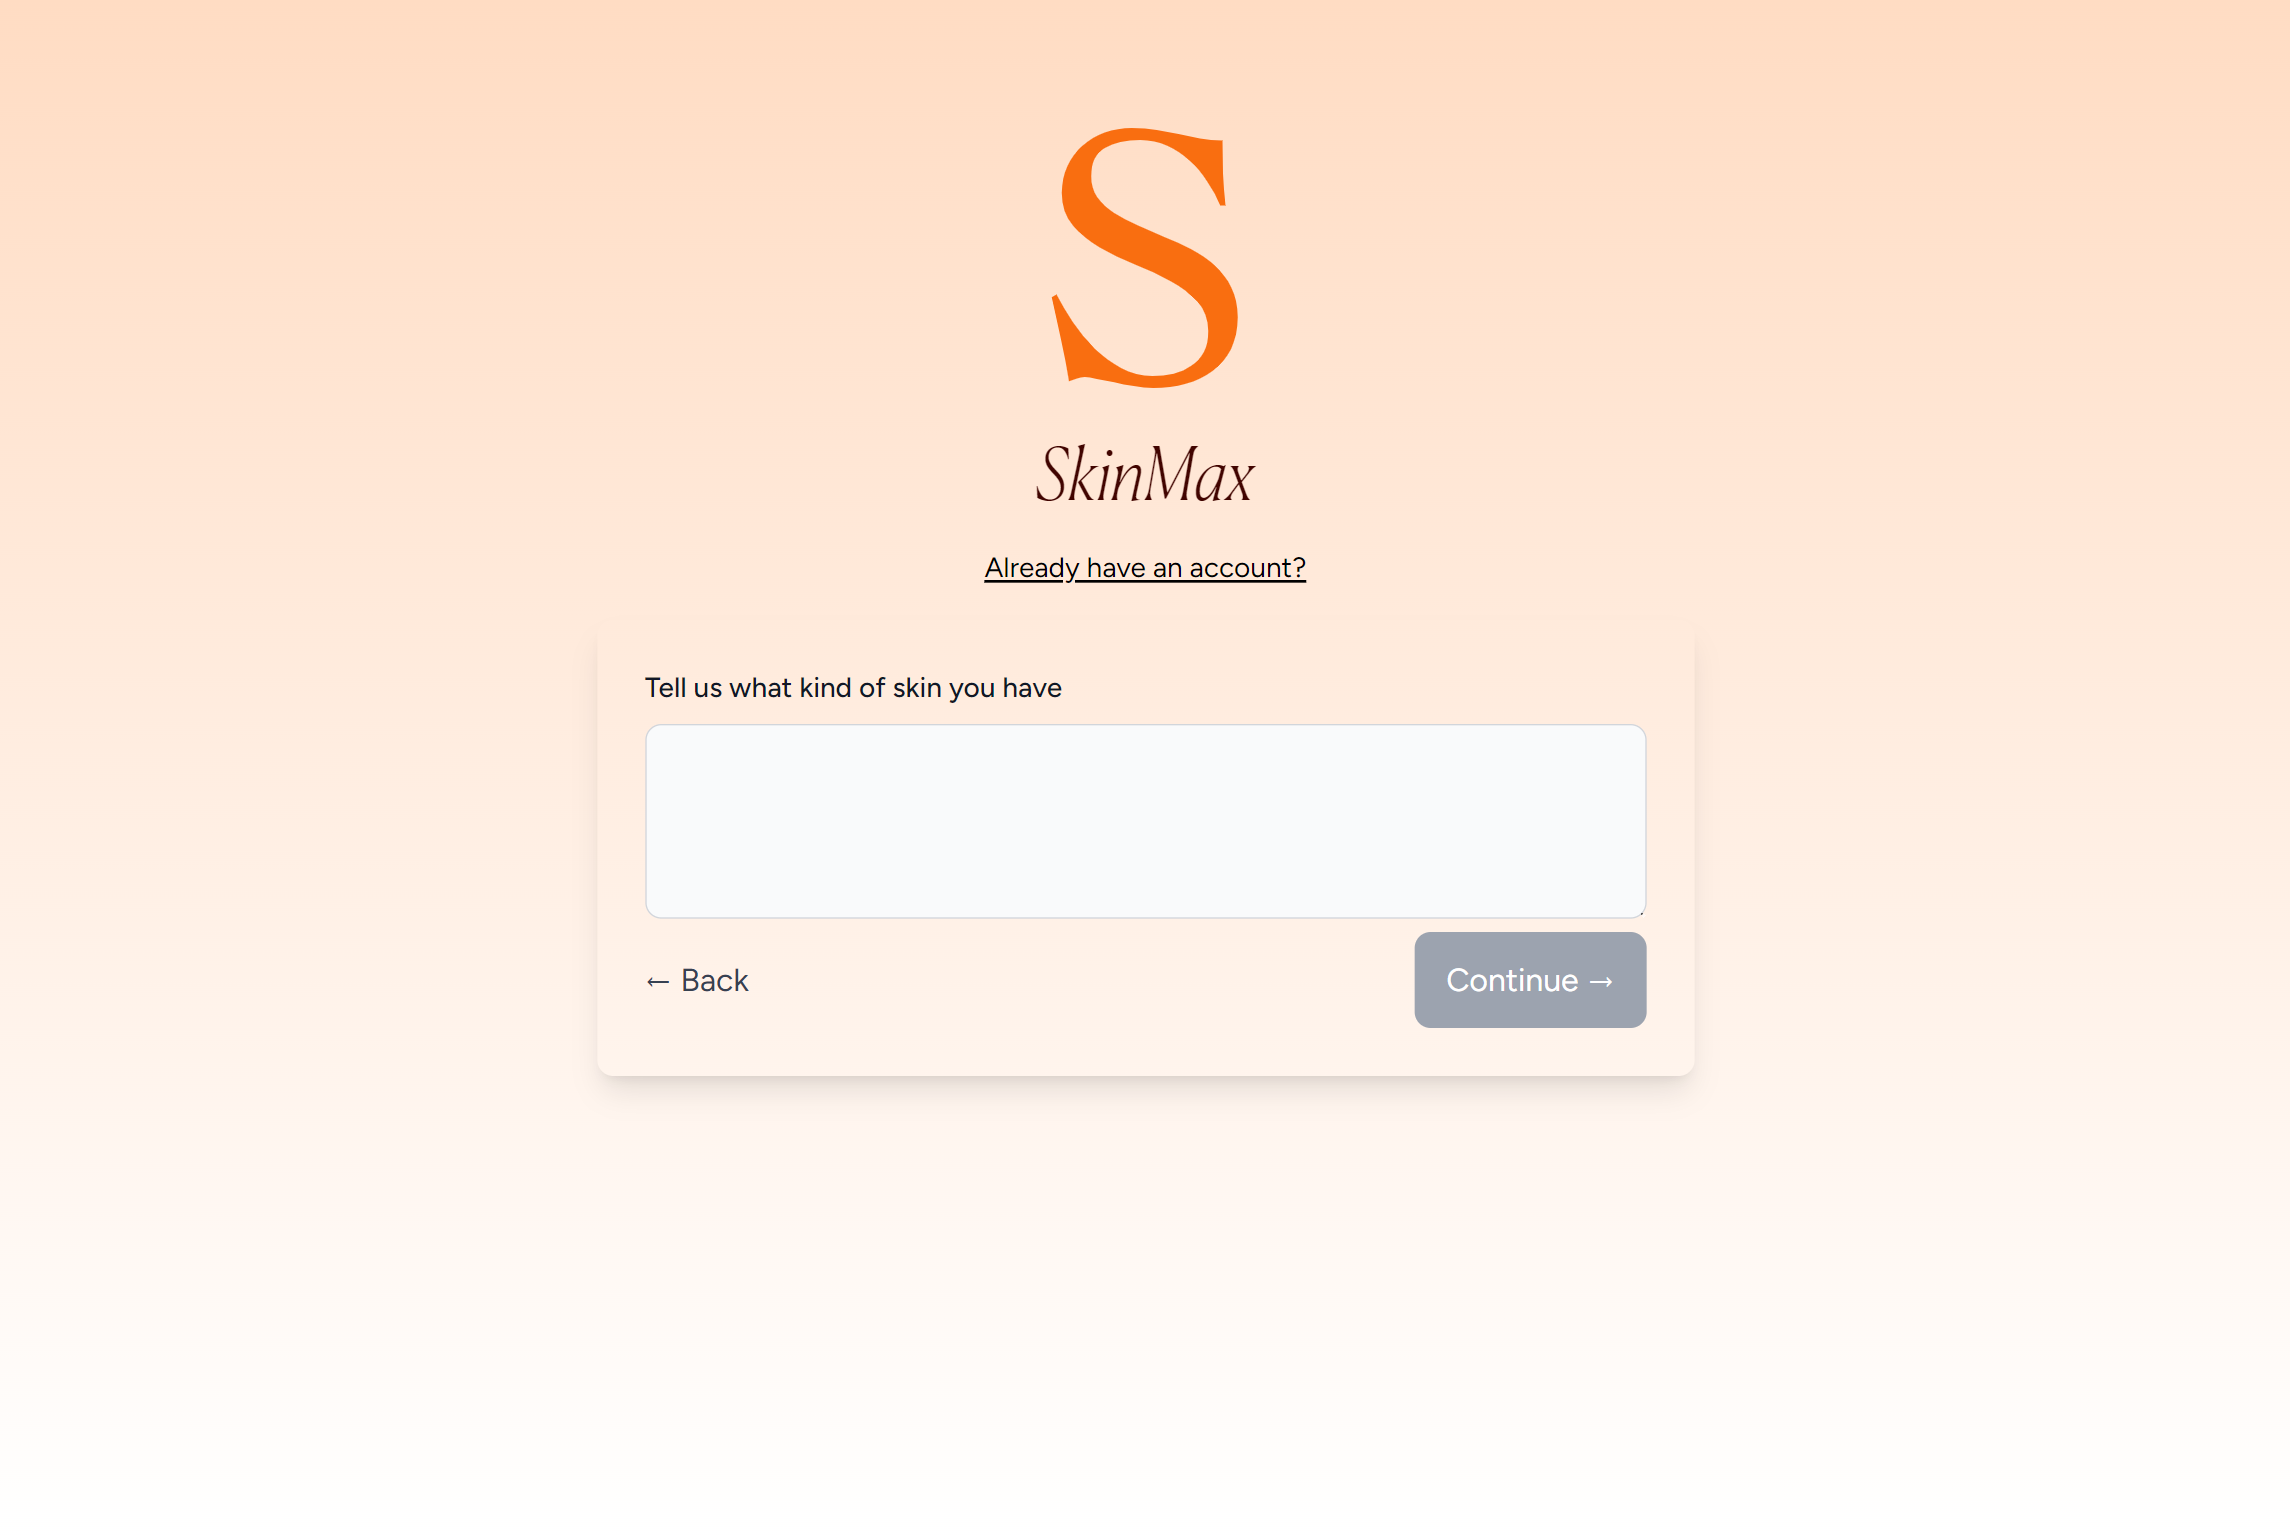 S
SkinMax
Already have an account?
Tell us what kind of skin you have
← Back
Continue →